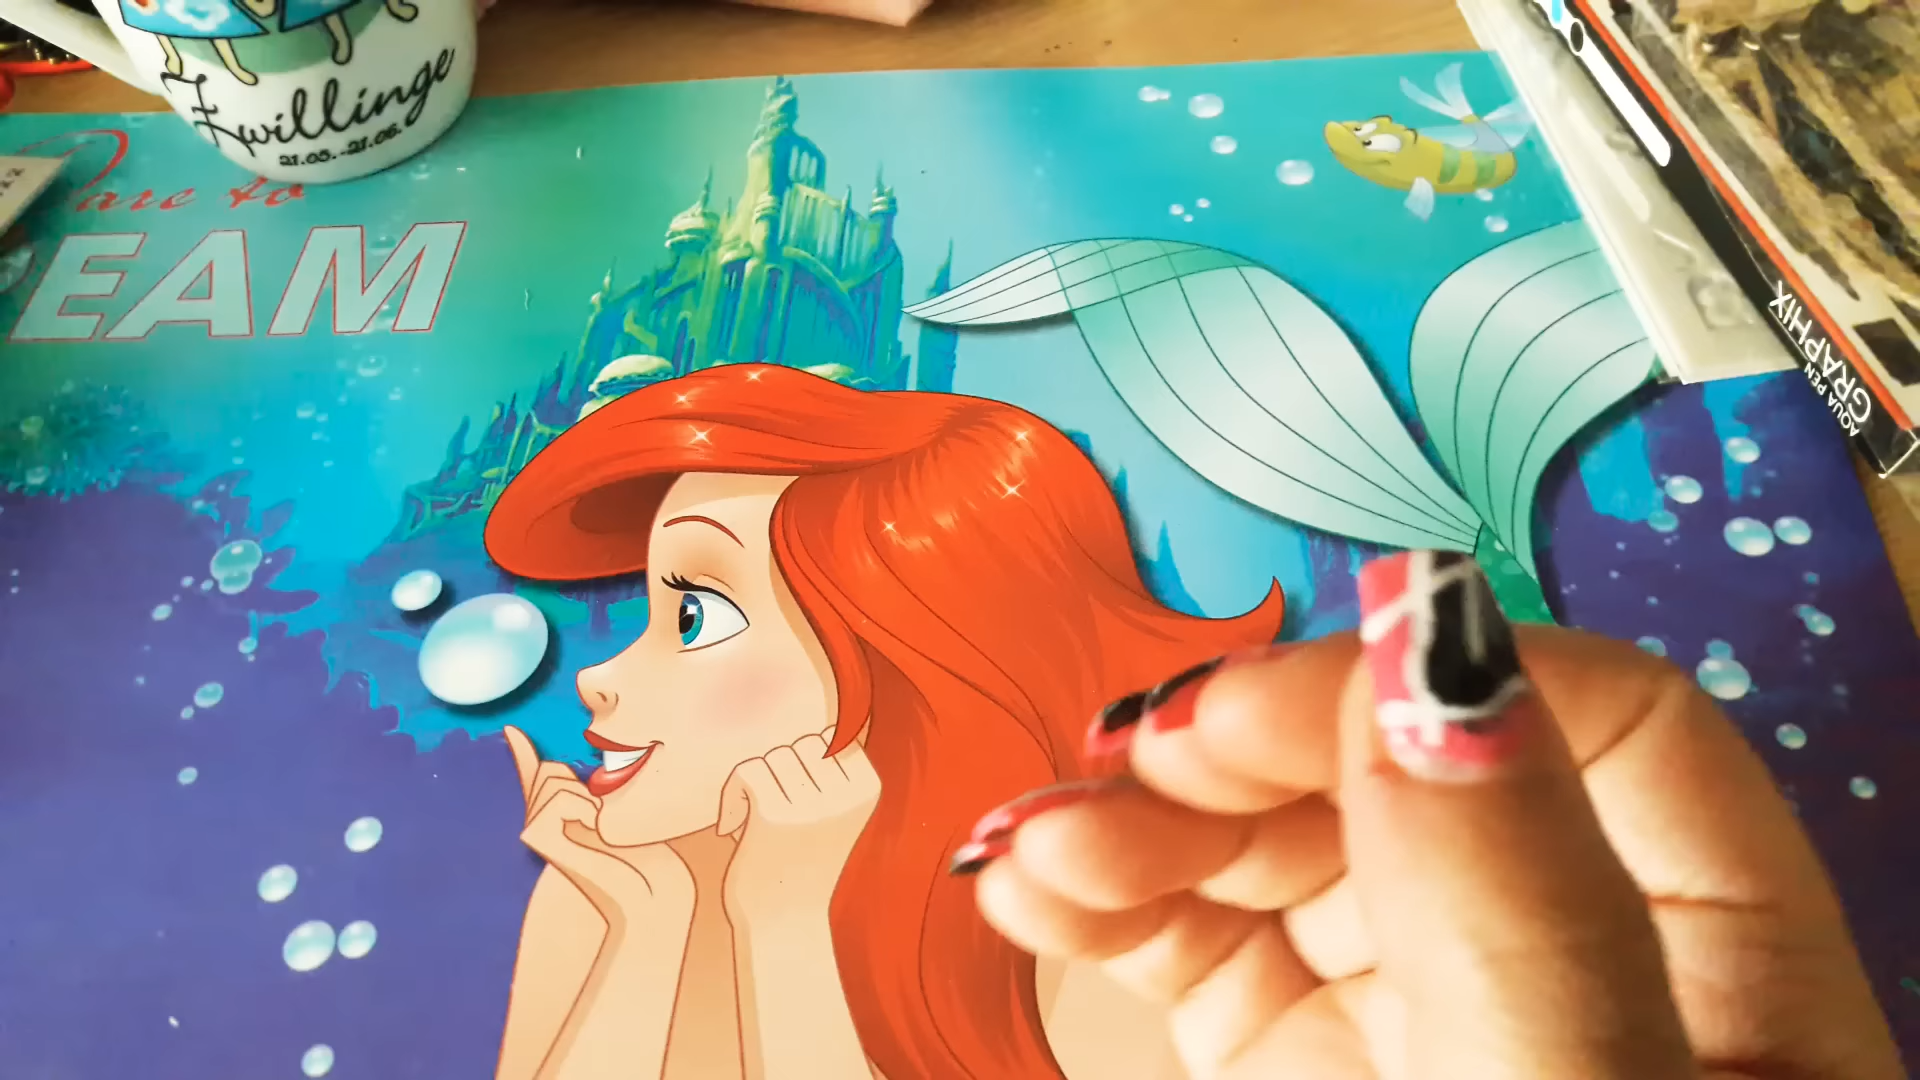 Zwillinge
21.05.-21.06.
Dare to
EAM
AQUA PEN
GRAPHIX